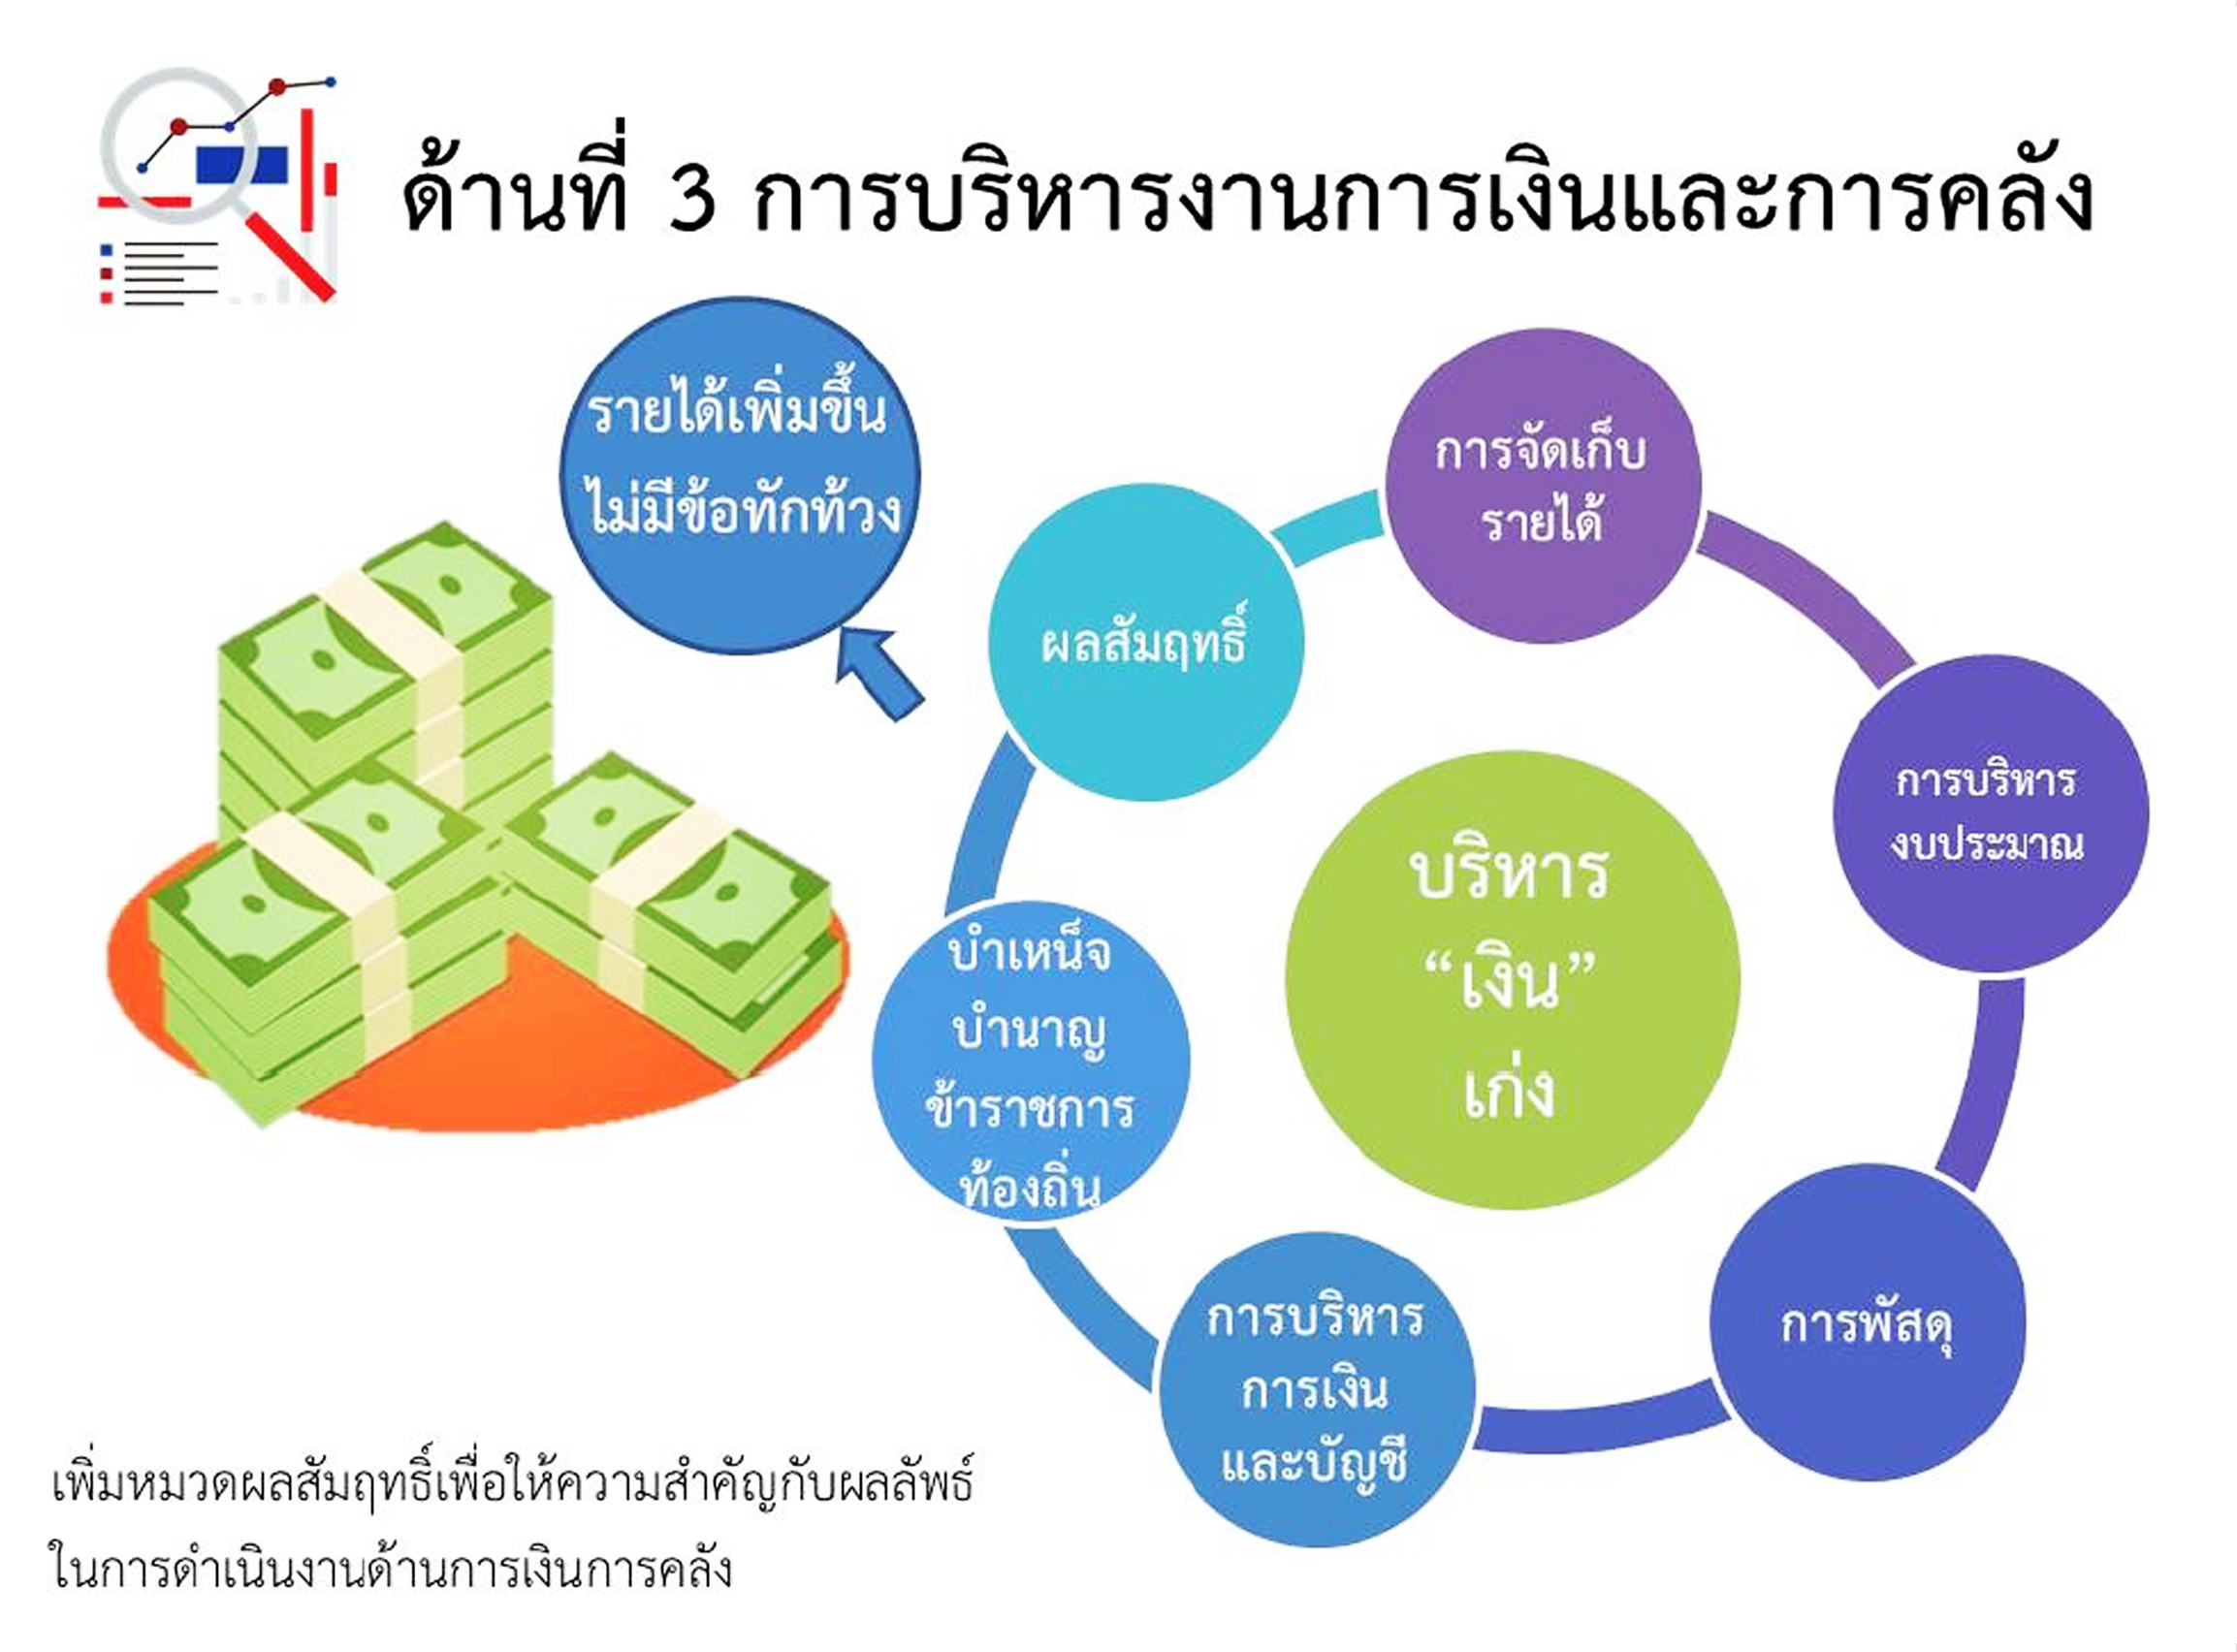 ด้านที่ 3 การบริหารงานการเงินและการคลัง
รายได้เพิ่มขึ้น
ไม่มีข้อทักท้วง
การจัดเก็บ
รายได้
ผลสัมฤทธิ์
การบริหาร
งบประมาณ
บริหาร
“เงิน”
เก่ง
บำเหน็จ
บำนาญ
ข้าราชการ
ท้องถิ่น
การพัสดุ
การบริหาร
การเงิน
และบัญชี
เพิ่มหมวดผลสัมฤทธิ์เพื่อให้ความสำคัญกับผลลัพธ์
ในการดำเนินงานด้านการเงินการคลัง